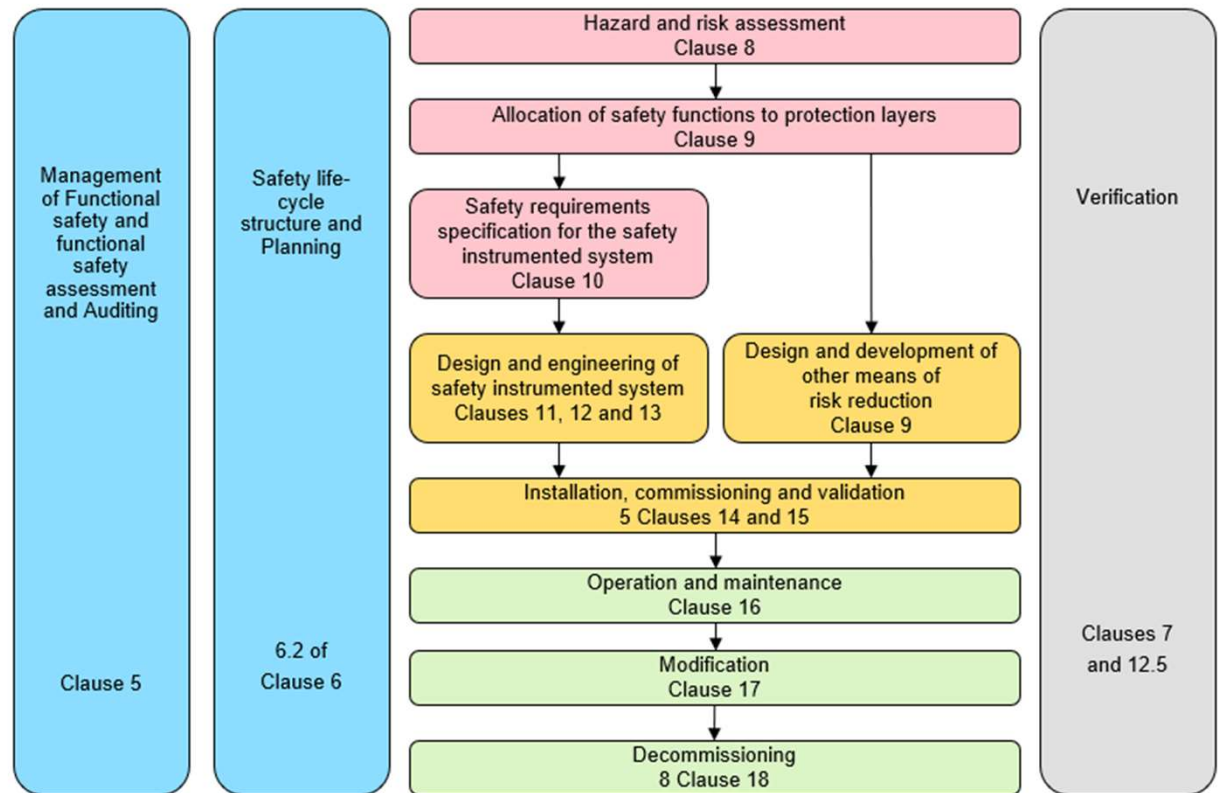 Management
of Functional
safety and
functional
safety
assessment
and Auditing
Clause 5
Safety life-
cycle
structure and
Planning
6.2 of
Clause 6
Hazard and risk assessment
Clause 8
Allocation of safety functions to protection layers
Clause 9
Safety requirements
specification for the safety
instrumented system
Clause 10
Design and engineering of
safety instrumented system
Clauses 11, 12 and 13
Design and development of
other means of
risk reduction
Clause 9
Installation, commissioning and validation
5 Clauses 14 and 15
Operation and maintenance
Clause 16
Modification
Clause 17
Decommissioning
8 Clause 18
Verification
Clauses 7
and 12.5